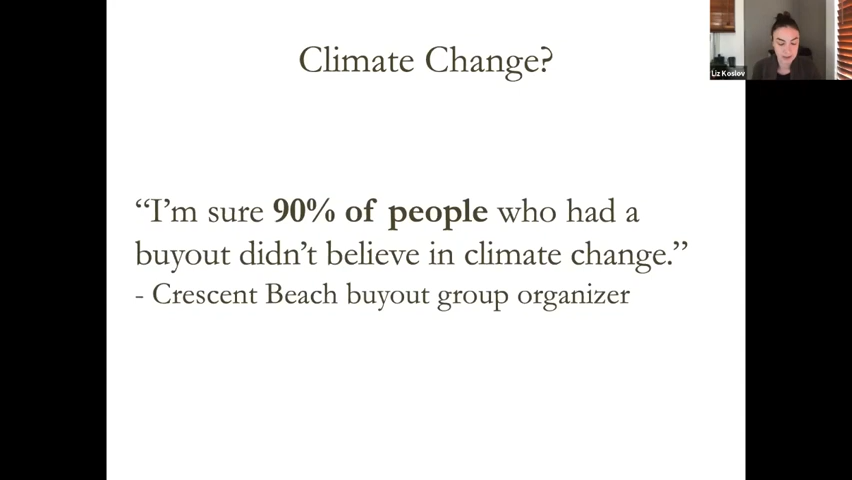 Climate Change?
Liz Koslov
“I’m sure 90% of people who had a
buyout didn’t believe in climate change.”
- Crescent Beach buyout group organizer